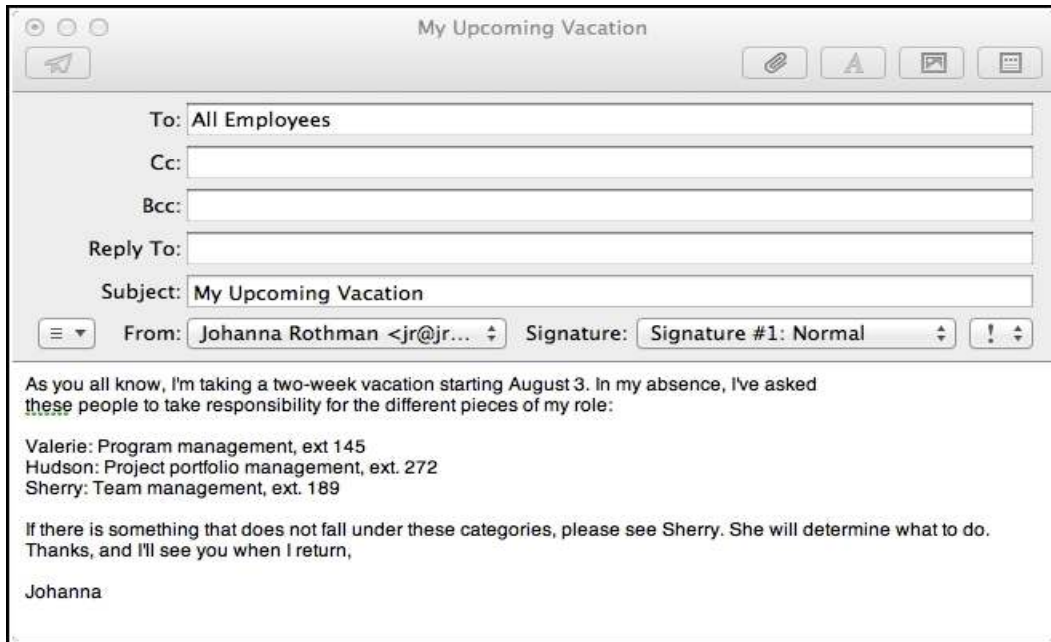 My Upcoming Vacation
To: All Employees
Cc:
Bcc:
Reply To:
Subject: My Upcoming Vacation
From: Johanna Rothman <jr@jr... Signature: Signature #1: Normal !
As you all know, I'm taking a two-week vacation starting August 3. In my absence, I've asked
these people to take responsibility for the different pieces of my role:
Valerie: Program management, ext 145
Hudson: Project portfolio management, ext. 272
Sherry: Team management, ext. 189
If there is something that does not fall under these categories, please see Sherry. She will determine what to do.
Thanks, and I'll see you when I return,
Johanna